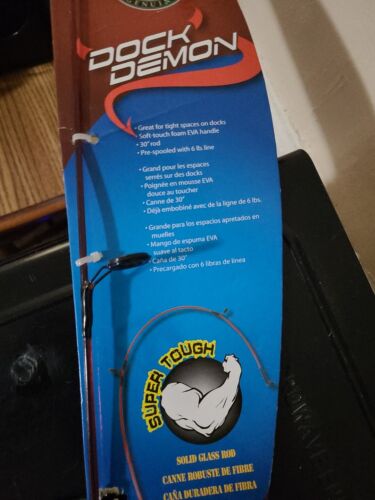 GENUINE
DOCK
DEMON
• Great for tight spaces on docks
• Soft-touch foam EVA handle
• 30" rod
• Pre-spooled with 6 lb. line
• Grand pour les espaces
serrés sur des docks
• Poignée en mousse EVA
douce au toucher
• Canne de 30"
• Déjà embobiné avec de la ligne de 6 lbs.
• Grande para los espacios apretados en
muelles
• Mango de espuma EVA
suave al tacto
• Caña de 30"
• Precargado con 6 libras de línea
SUPER TOUGH
SOLID GLASS ROD
CANNE ROBUSTE DE FIBRE
CAÑA DURADERA DE FIBRA